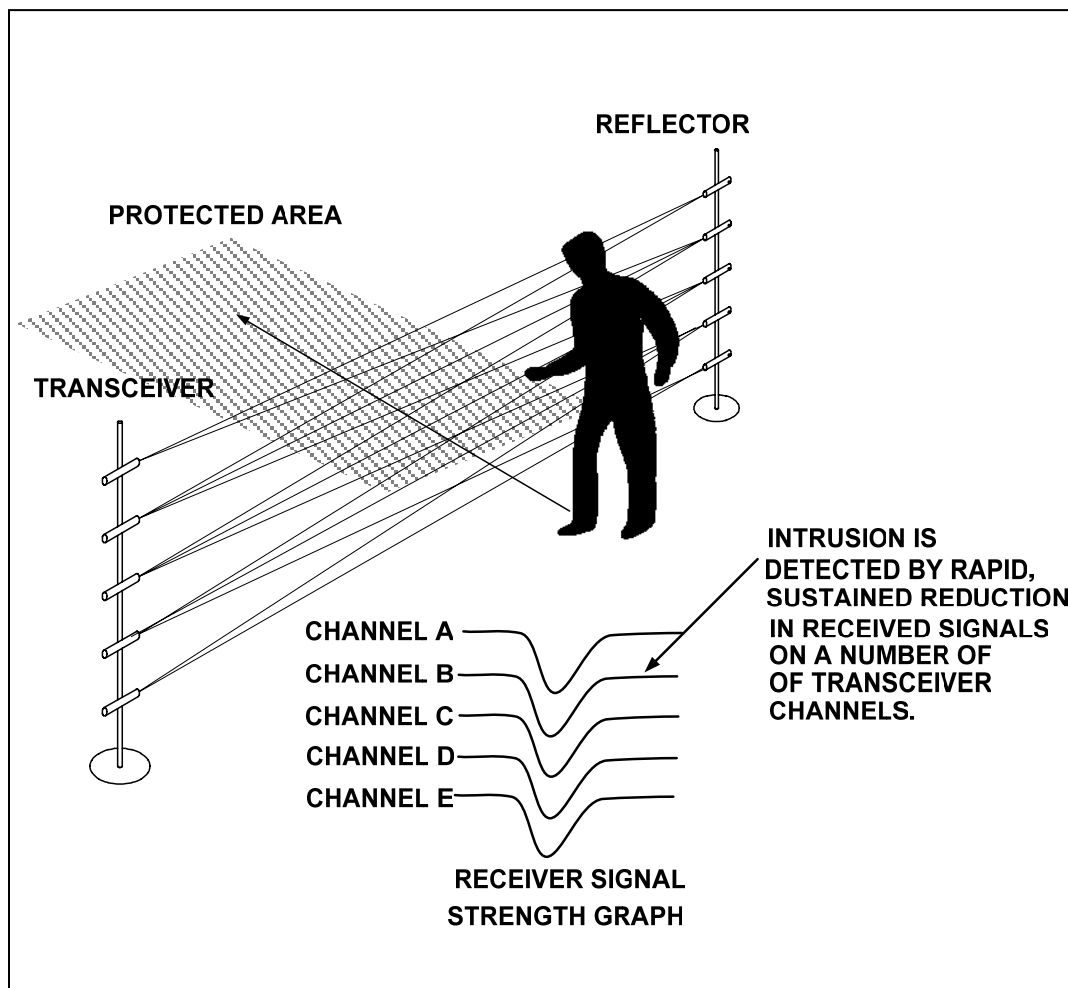 REFLECTOR
PROTECTED AREA
TRANSCEIVER
INTRUSION IS
DETECTED BY RAPID,
SUSTAINED REDUCTION
IN RECEIVED SIGNALS
ON A NUMBER OF
OF TRANSCEIVER
CHANNELS.
CHANNEL A
CHANNEL B
CHANNEL C
CHANNEL D
CHANNEL E
RECEIVER SIGNAL
STRENGTH GRAPH